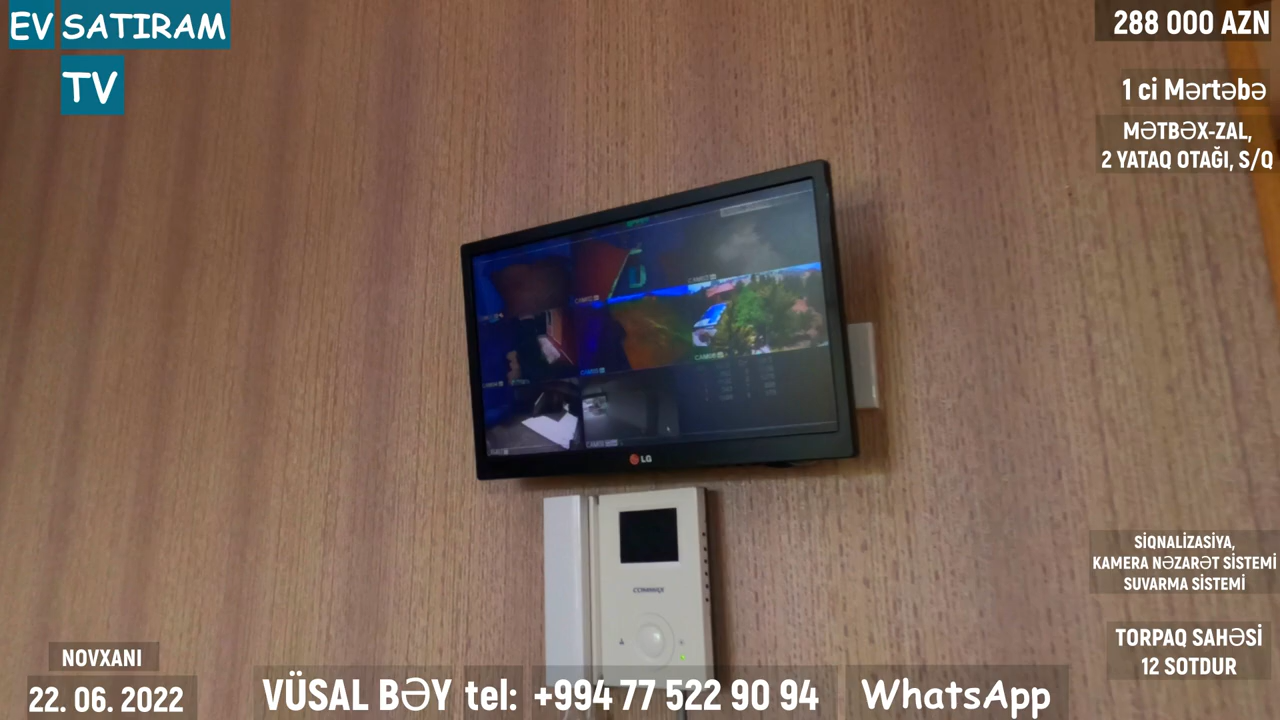 EV SATIRAM
TV
288 000 AZN
1 ci Mərtəbə
MƏTBƏX-ZAL,
2 YATAQ OTAĞI, S/Q
LG
COMMAX
SİQNALİZASİYA,
KAMERA NƏZARƏT SİSTEMİ
SUVARMA SİSTEMİ
TORPAQ SAHƏSİ
12 SOTDUR
NOVXANI
22. 06. 2022
VÜSAL BƏY tel: +994 77 522 90 94 WhatsApp